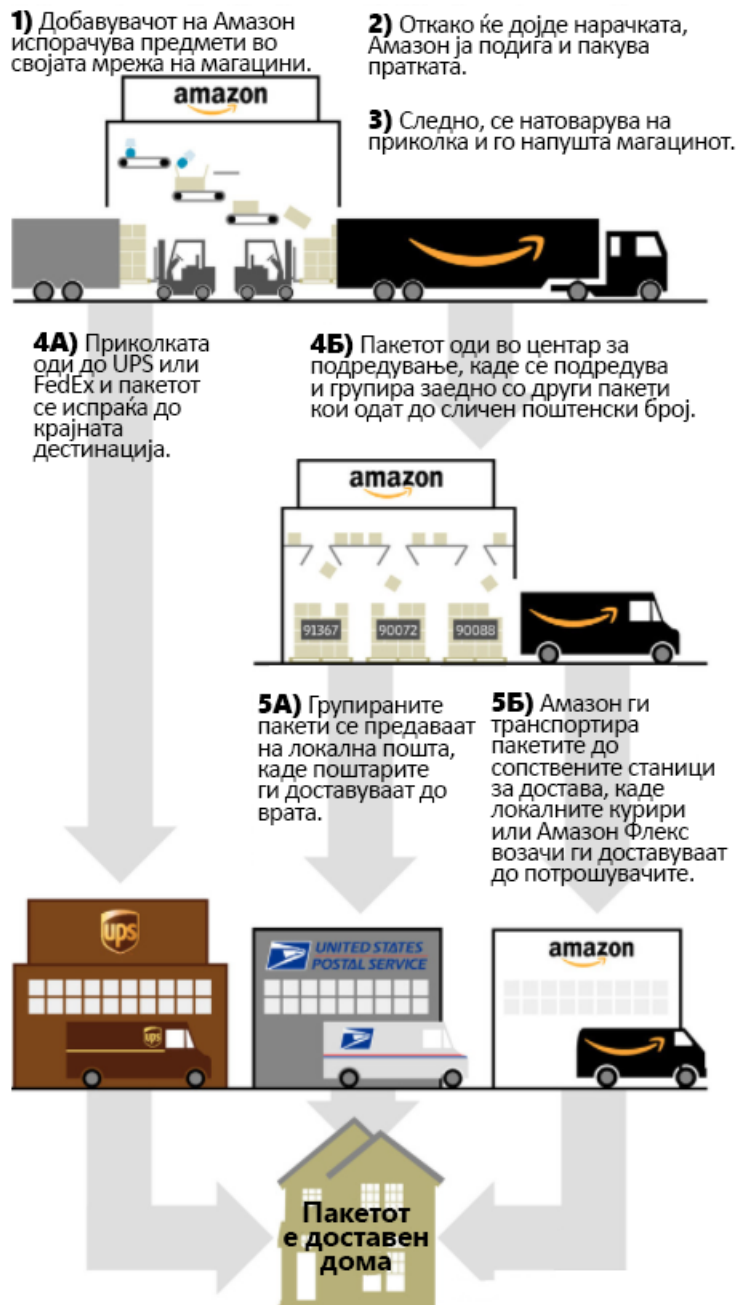 1) Добавувачот на Амазон
испорачува предмети во
својата мрежа на магацини.
2) Откако ќе дојде нарачката,
Амазон ја подига и пакува
пратката.
3) Следно, се натоварува на
приколка и го напушта магацинот.
amazon
4А) Приколката
оди до UPS или
FedEx и пакетот
се испраќа до
крајната
дестинација.
4Б) Пакетот оди во центар за
подредување, каде се подредува
и групира заедно со други пакети
кои одат до сличен поштенски број.
amazon
91367
90072
90088
5А) Групираните
пакети се предаваат
на локална пошта,
каде поштарите
ги доставуваат до
врата.
5Б) Амазон ги
транспортира
пакетите до
сопствените станици
за достава, каде
локалните курири
или Амазон Флекс
возачи ги доставуваат
до потрошувачите.
ups
UNITED STATES
POSTAL SERVICE
amazon
ups
Пакетот
е доставен
дома